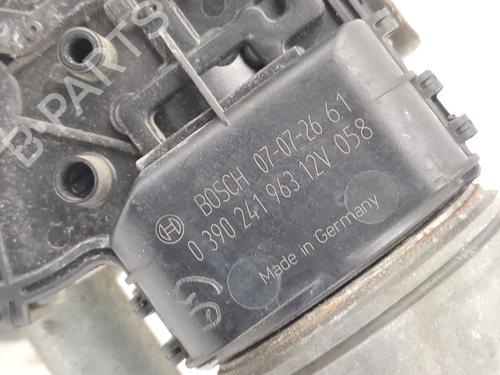 B-PARTS
BOSCH 07-07-26 61
0 390 241 963 12V 058
Made in Germany